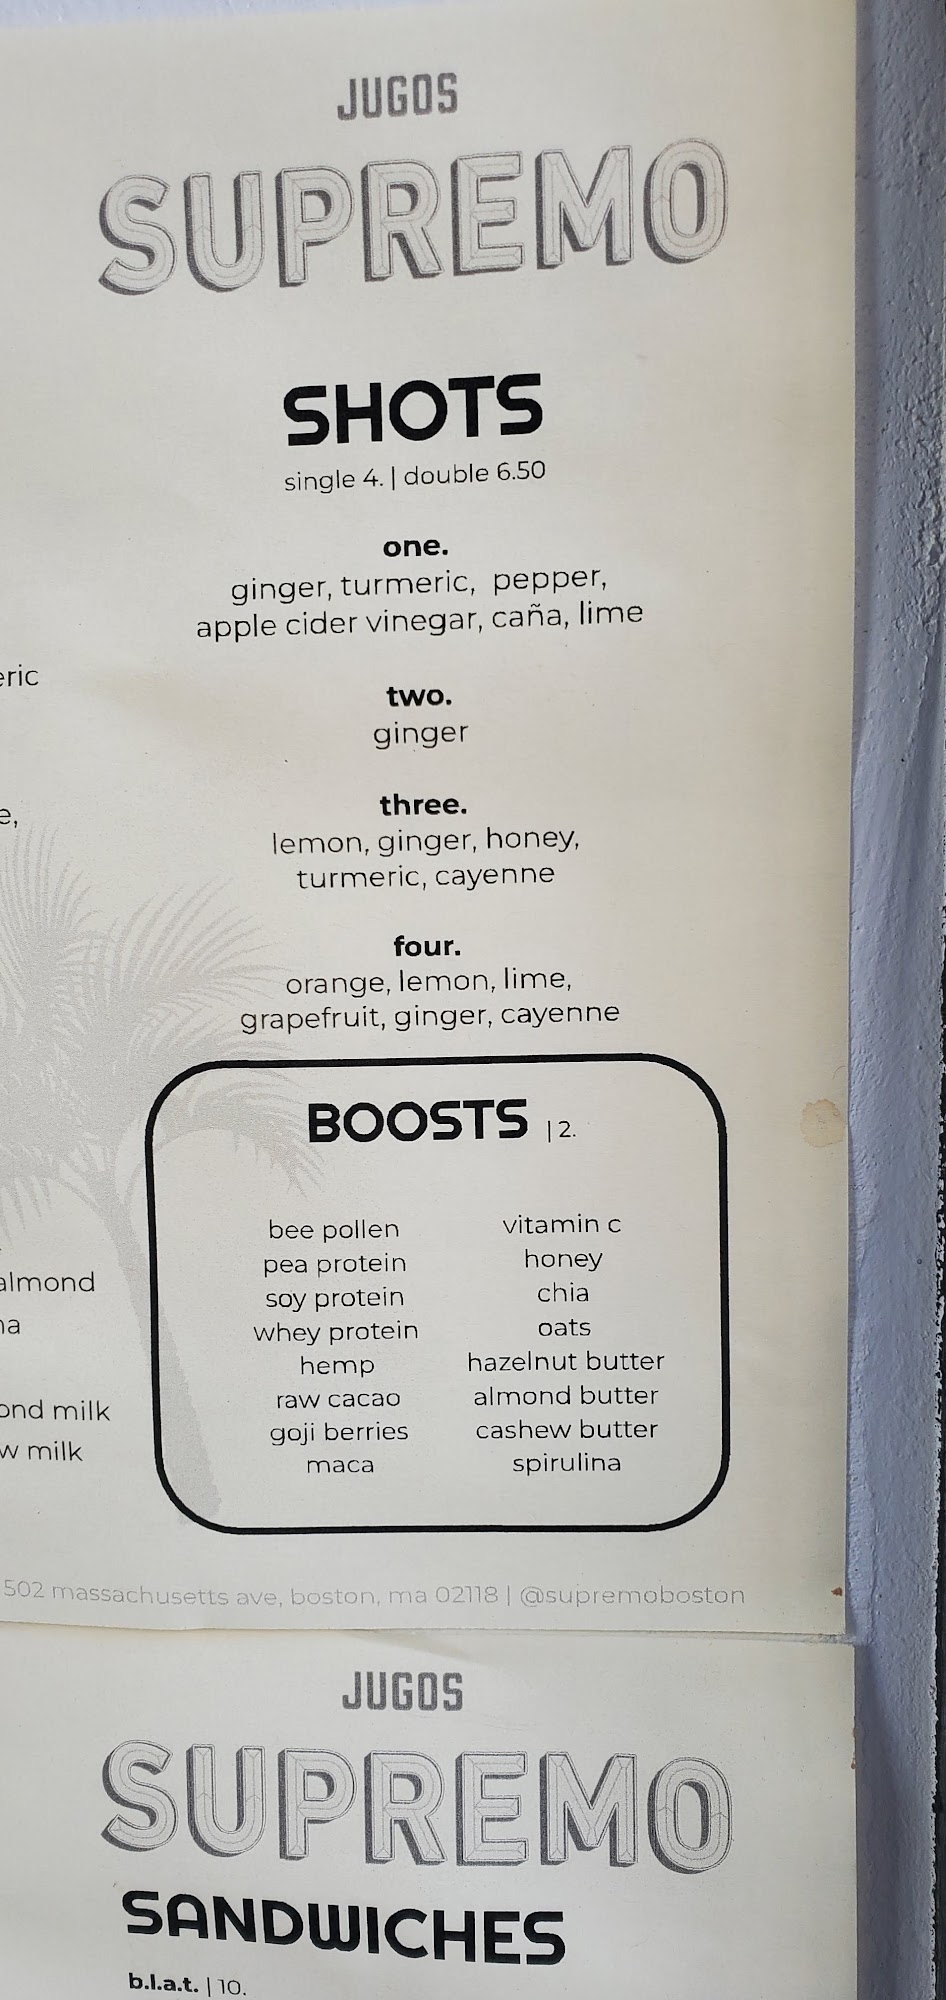 JUGOS
SUPREMO
SHOTS
single 4. | double 6.50
one.
ginger, turmeric, pepper,
apple cider vinegar, caña, lime
two.
ginger
three.
lemon, ginger, honey,
turmeric, cayenne
four.
orange, lemon, lime,
grapefruit, ginger, cayenne
eric
e,
almond
na
ond milk
w milk
BOOSTS | 2.
bee pollen
pea protein
soy protein
whey protein
hemp
raw cacao
goji berries
maca
vitamin c
honey
chia
oats
hazelnut butter
almond butter
cashew butter
spirulina
502 massachusetts ave, boston, ma 02118 | @supremoboston
JUGOS
SUPREMO
SANDWICHES
b.l.a.t. | 10.